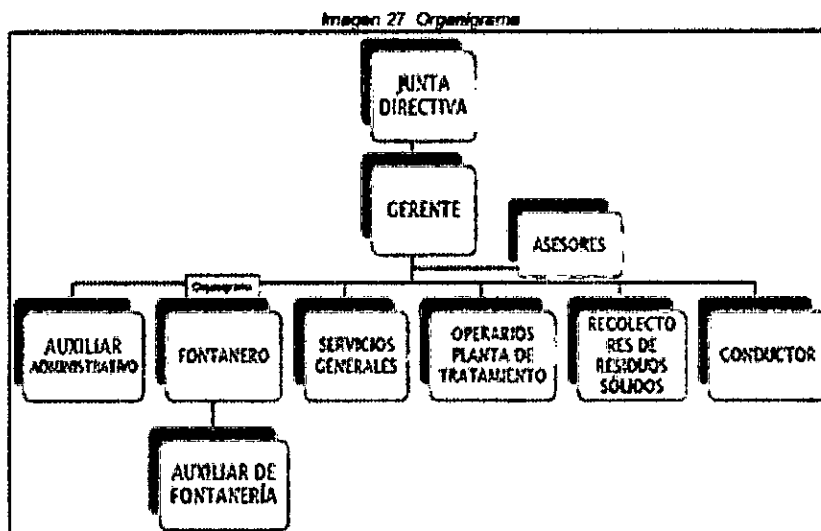 Imagen 27 Organigrama
JUNTA
DIRECTIVA
GERENTE
ASESORES
Organigrama
AUXILIAR
ADMINISTRATIVO
FONTANERO
SERVICIOS
GENERALES
OPERARIOS
PLANTA DE
TRATAMIENTO
RECOLECTO
RES DE
RESIDUOS
SÓLIDOS
CONDUCTOR
AUXILIAR DE
FONTANERÍA